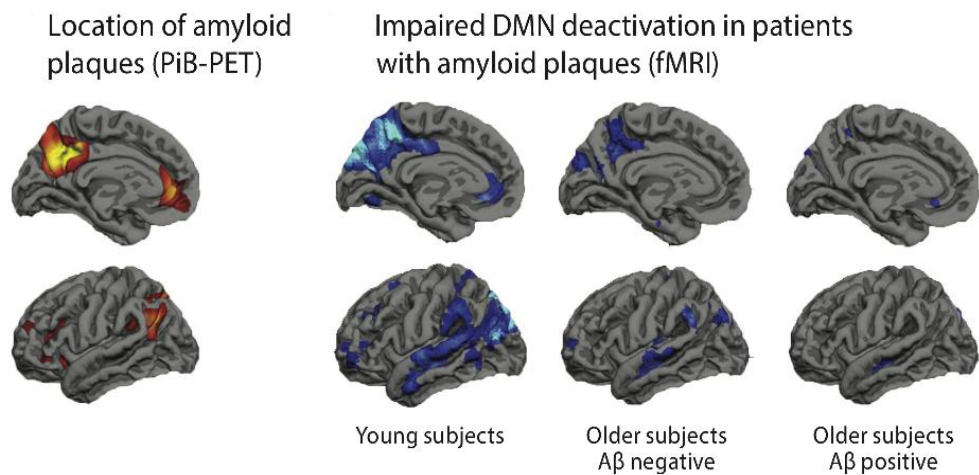 Location of amyloid
plaques (PiB-PET)
Impaired DMN deactivation in patients
with amyloid plaques (fMRI)
Young subjects
Older subjects
Aβ negative
Older subjects
Aβ positive